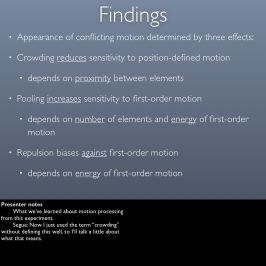 Findings
• Appearance of conflicting motion determined by three effects:
• Crowding reduces sensitivity to position-defined motion
• depends on proximity between elements
• Pooling increases sensitivity to first-order motion
• depends on number of elements and energy of first-order
motion
• Repulsion biases against first-order motion
• depends on energy of first-order motion
Presenter notes
What we've learned about motion processing
from this experiment.
Segue: Now I just used the term "crowding"
without defining this well, so I'll talk a little about
what that means.